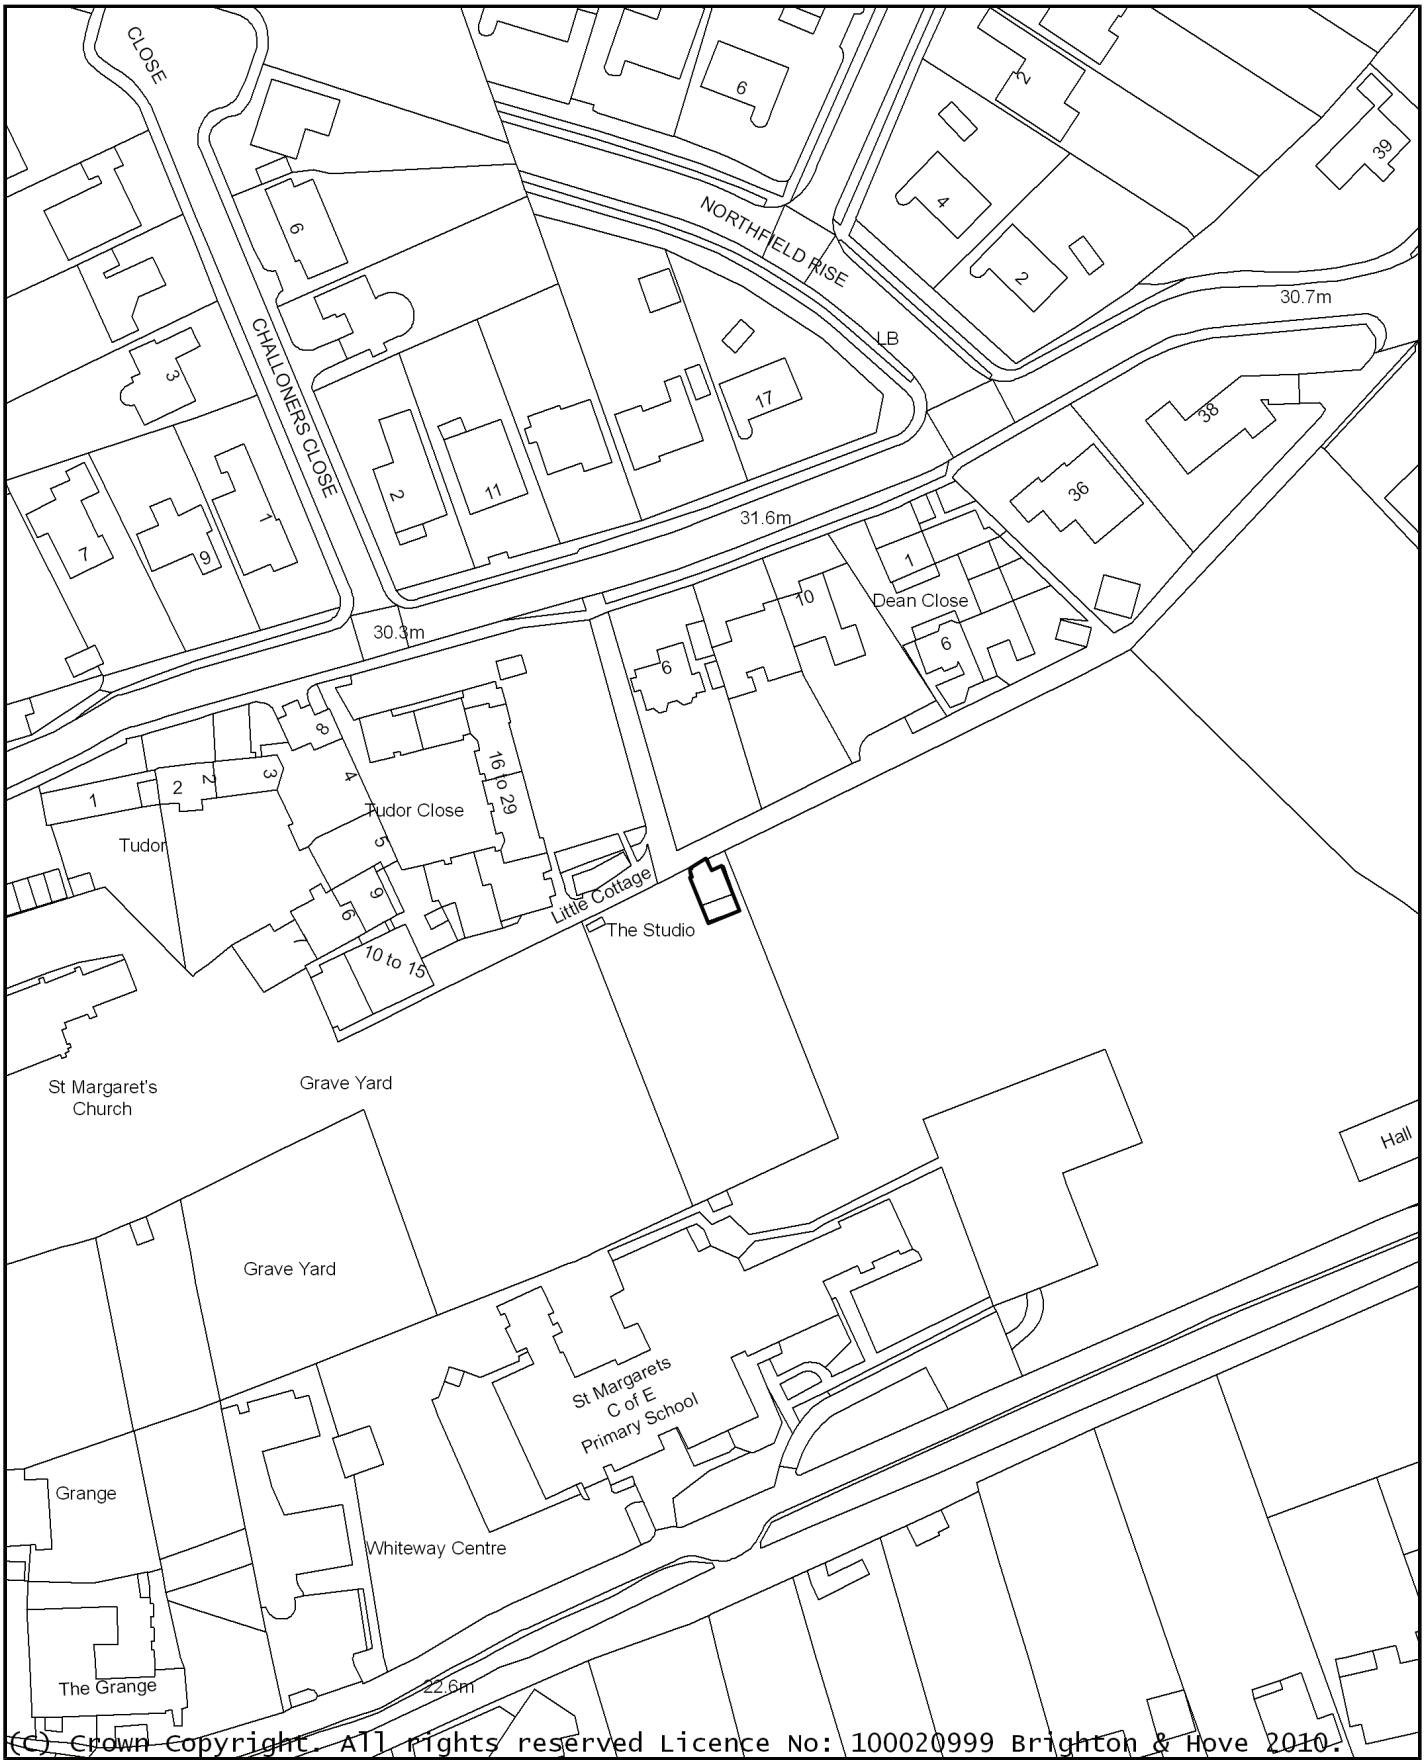 CLOSE
6
2
39
4
6
NORTHFIELD RISE
2
30.7m
CHALLONERS CLOSE
LB
3
17
38
2
11
36
1
31.6m
7
9
1
10
Dean Close
30.3m
6
6
8
16 to 29
1
2
2
3
4
Tudor Close
Tudor
5
9
6
Little Cottage
The Studio
10 to 15
St Margaret's
Church
Grave Yard
Hall
Grave Yard
St Margarets
C of E
Primary School
Grange
Whiteway Centre
The Grange
22.6m
(c) Crown Copyright. All rights reserved Licence No: 100020999 Brighton & Hove 2010.